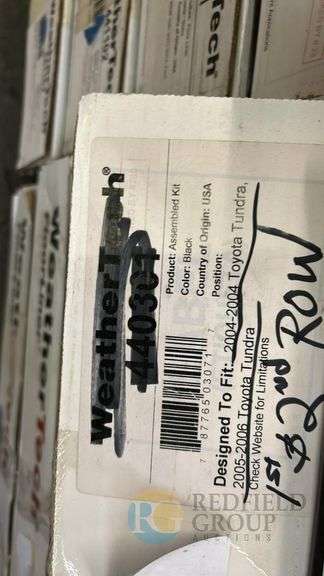 WeatherTech®
440301
Product: Assembled Kit
Color: Black
Country of Origin: USA
Position:
7 87765 03071 7
Designed To Fit: 2004-2004 Toyota Tundra,
2005-2006 Toyota Tundra
Check Website for Limitations
1st & 2nd ROW
REDFIELD
GROUP
AUCTIONS